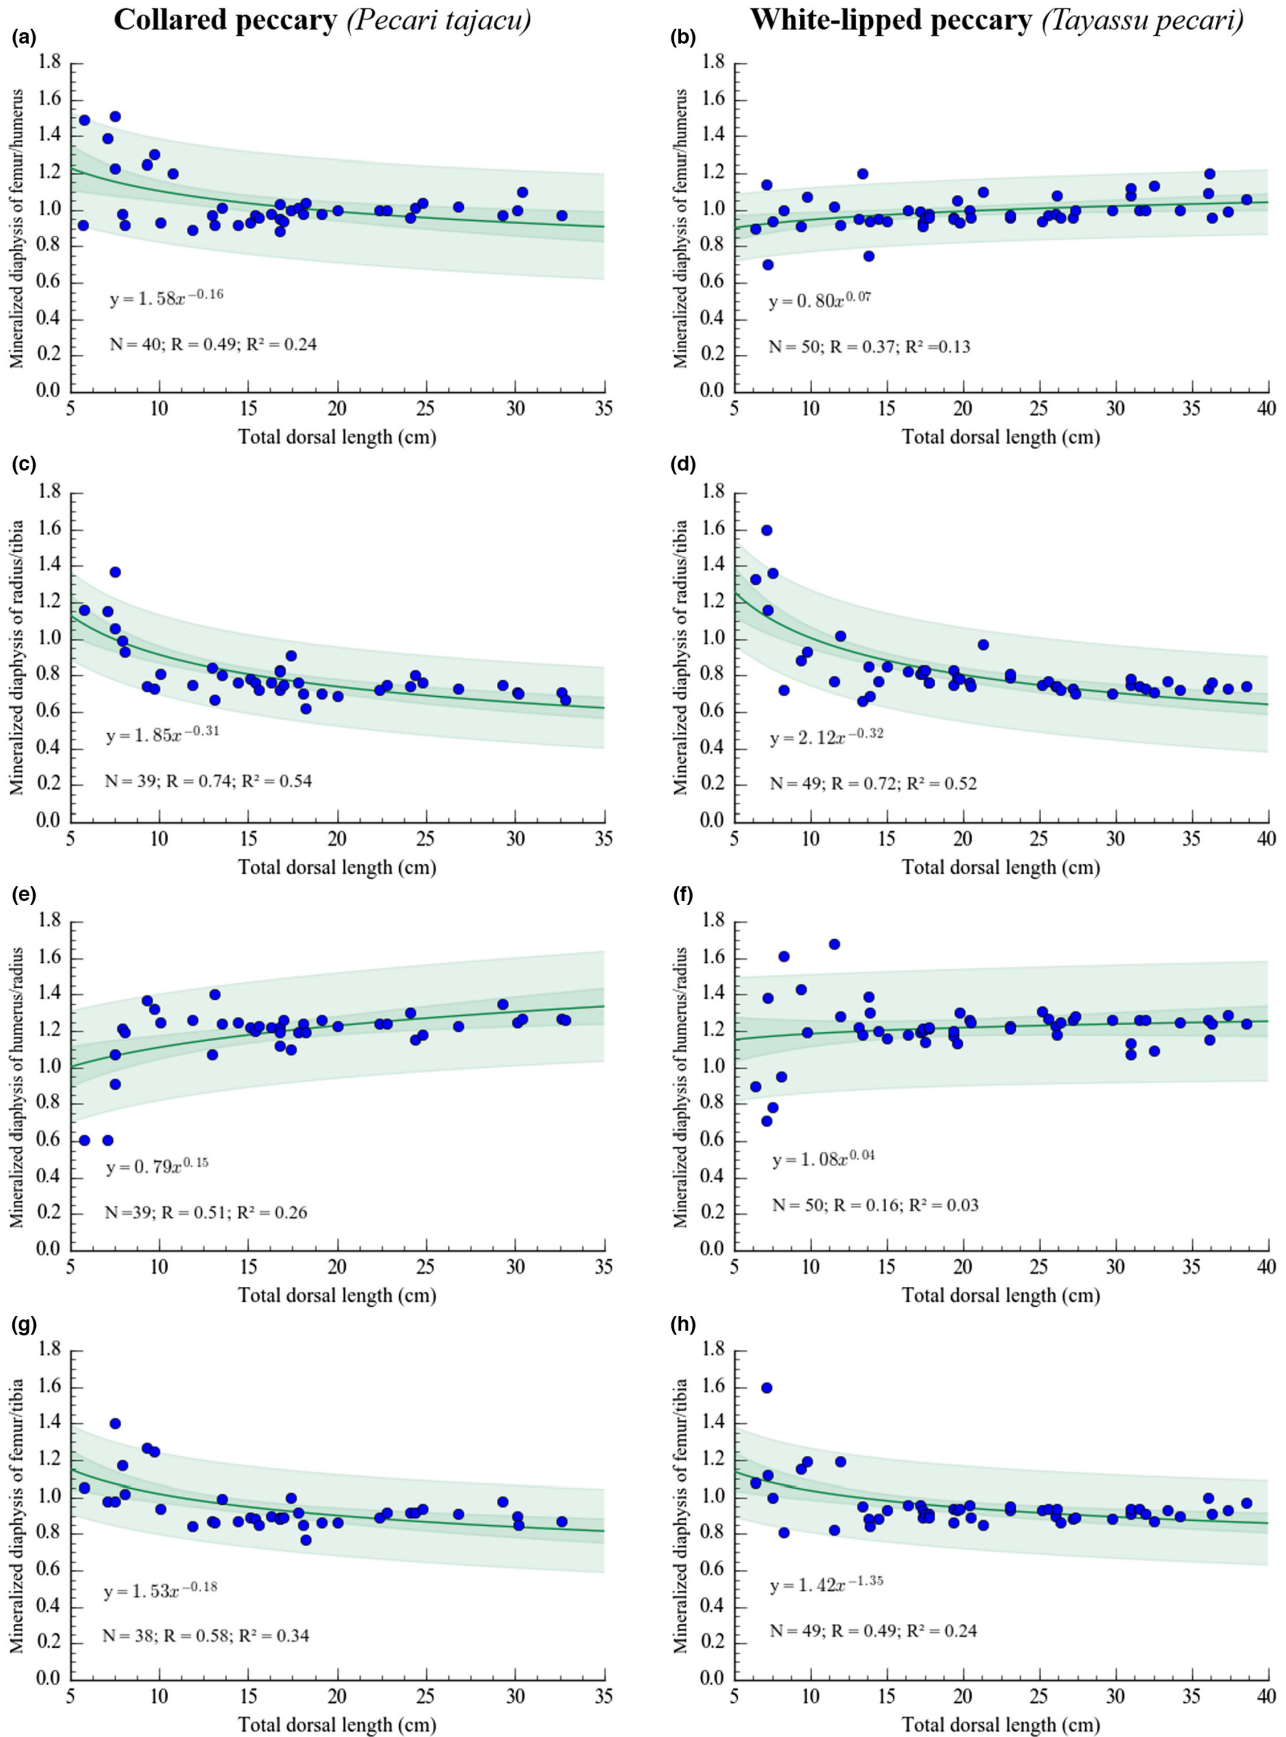 Collared peccary (Pecari tajacu)
White-lipped peccary (Tayassu pecari)
(a)
Mineralized diaphysis of femur/humerus
1.8
1.6
1.4
1.2
1.0
0.8
0.6
0.4
0.2
0.0
y = 1.58x^−0.16
N = 40; R = 0.49; R² = 0.24
5 10 15 20 25 30 35
Total dorsal length (cm)
(b)
Mineralized diaphysis of femur/humerus
1.8
1.6
1.4
1.2
1.0
0.8
0.6
0.4
0.2
0.0
y = 0.80x^0.07
N = 50; R = 0.37; R² =0.13
5 10 15 20 25 30 35 40
Total dorsal length (cm)
(c)
Mineralized diaphysis of radius/tibia
1.8
1.6
1.4
1.2
1.0
0.8
0.6
0.4
0.2
0.0
y = 1.85x^−0.31
N = 39; R = 0.74; R² = 0.54
5 10 15 20 25 30 35
Total dorsal length (cm)
(d)
Mineralized diaphysis of radius/tibia
1.8
1.6
1.4
1.2
1.0
0.8
0.6
0.4
0.2
0.0
y = 2.12x^−0.32
N = 49; R = 0.72; R² = 0.52
5 10 15 20 25 30 35 40
Total dorsal length (cm)
(e)
Mineralized diaphysis of humerus/radius
1.8
1.6
1.4
1.2
1.0
0.8
0.6
0.4
0.2
0.0
y = 0.79x^0.15
N =39; R = 0.51; R² = 0.26
5 10 15 20 25 30 35
Total dorsal length (cm)
(f)
Mineralized diaphysis of humerus/radius
1.8
1.6
1.4
1.2
1.0
0.8
0.6
0.4
0.2
0.0
y = 1.08x^0.04
N = 50; R = 0.16; R² = 0.03
5 10 15 20 25 30 35 40
Total dorsal length (cm)
(g)
Mineralized diaphysis of femur/tibia
1.8
1.6
1.4
1.2
1.0
0.8
0.6
0.4
0.2
0.0
y = 1.53x^−0.18
N = 38; R = 0.58; R² = 0.34
5 10 15 20 25 30 35
Total dorsal length (cm)
(h)
Mineralized diaphysis of femur/tibia
1.8
1.6
1.4
1.2
1.0
0.8
0.6
0.4
0.2
0.0
y = 1.42x^−1.35
N = 49; R = 0.49; R² = 0.24
5 10 15 20 25 30 35 40
Total dorsal length (cm)